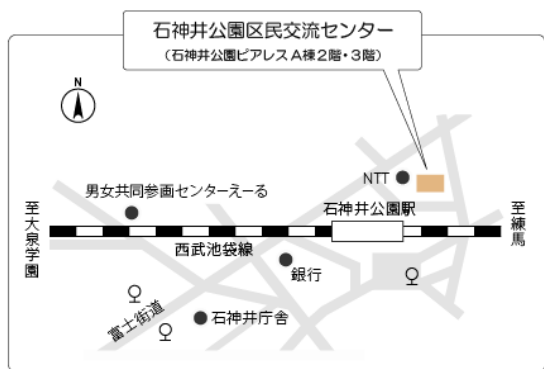 石神井公園区民交流センター
(石神井公園ピアレスA棟2階・3階)
N
NTT
男女共同参画センターえーる
石神井公園駅
至大泉学園
至練馬
西武池袋線
銀行
富士街道
石神井庁舎